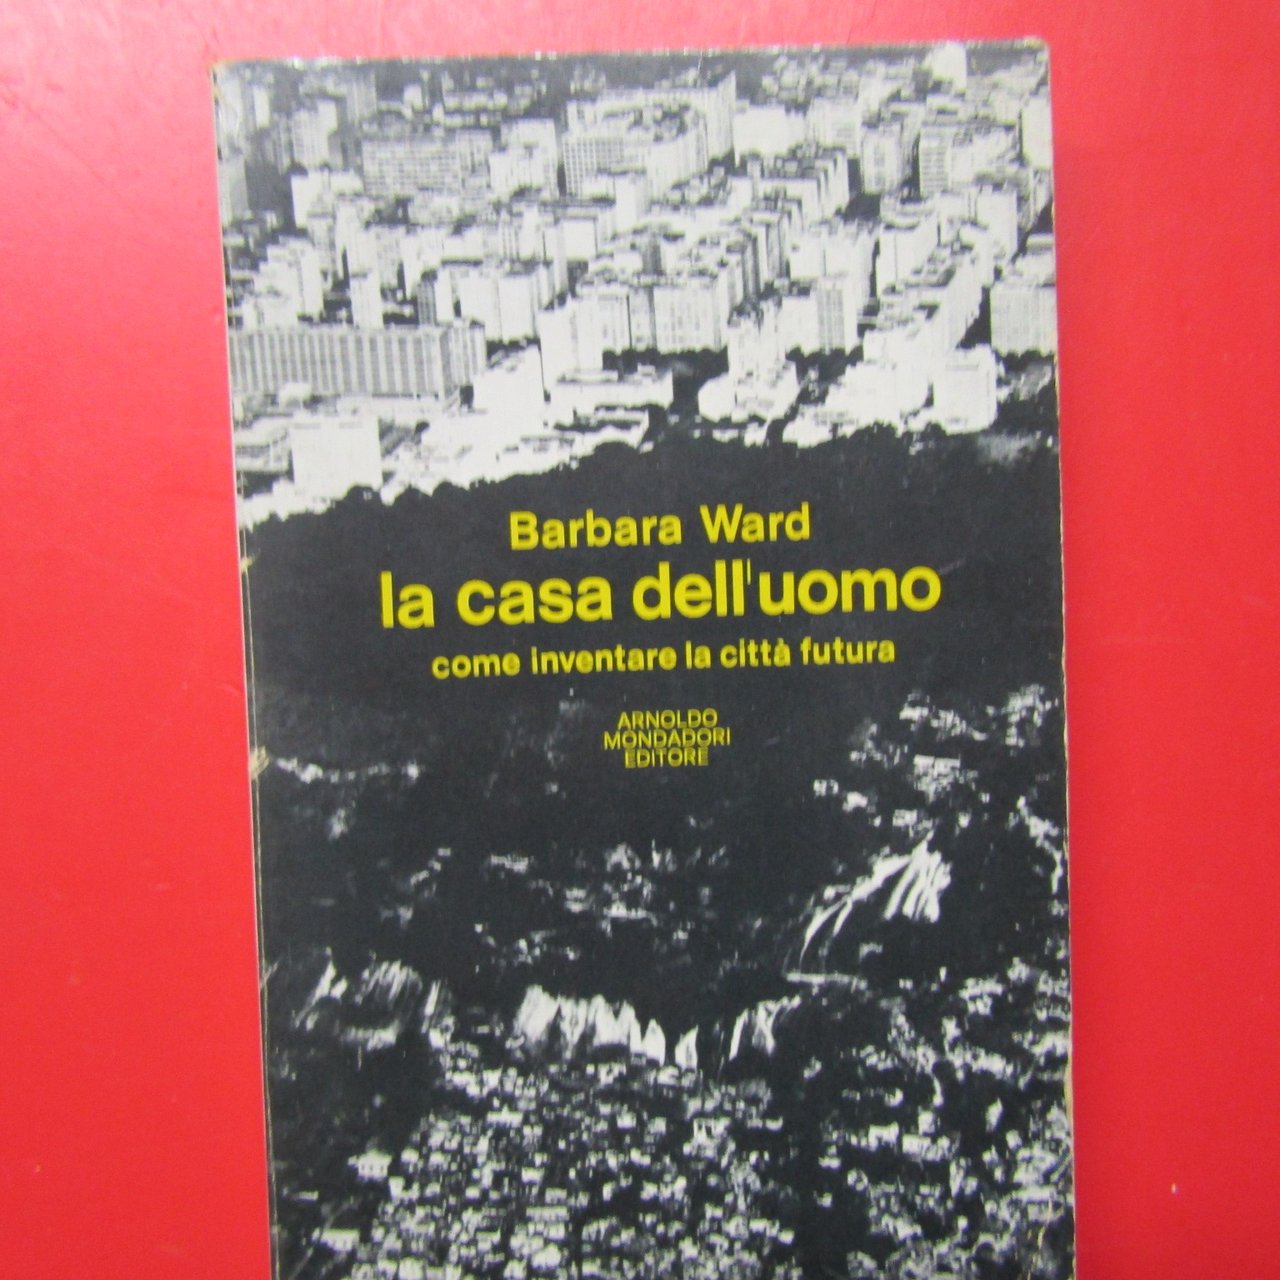 Barbara Ward
la casa dell'uomo
come inventare la città futura
ARNOLDO
MONDADORI
EDITORE